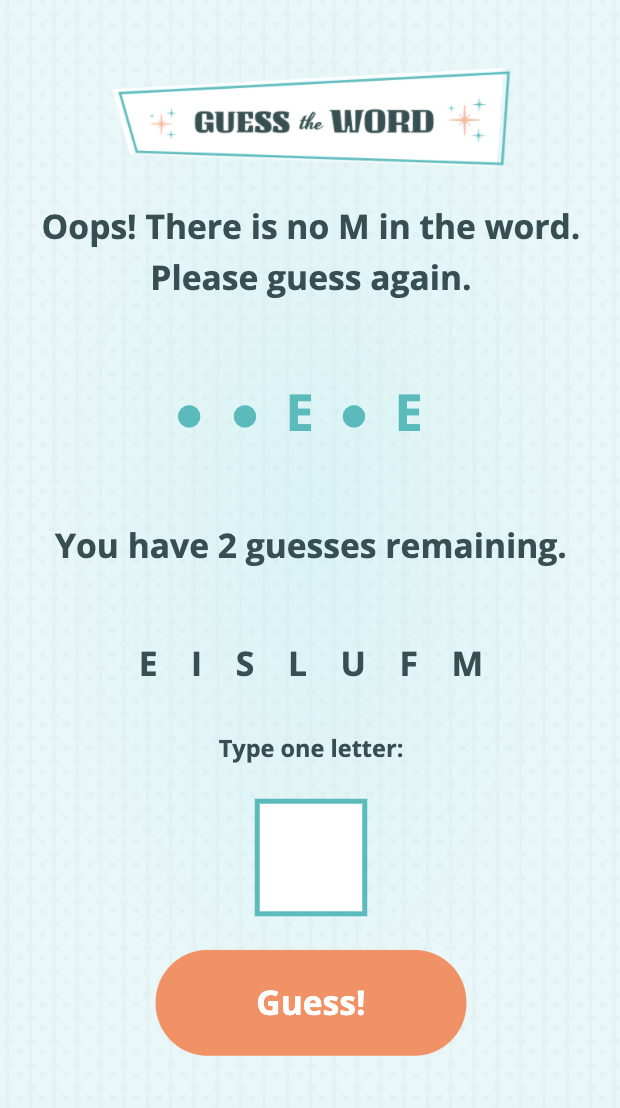 GUESS the WORD
Oops! There is no M in the word.
Please guess again.
● ● E ● E
You have 2 guesses remaining.
E I S L U F M
Type one letter:
Guess!